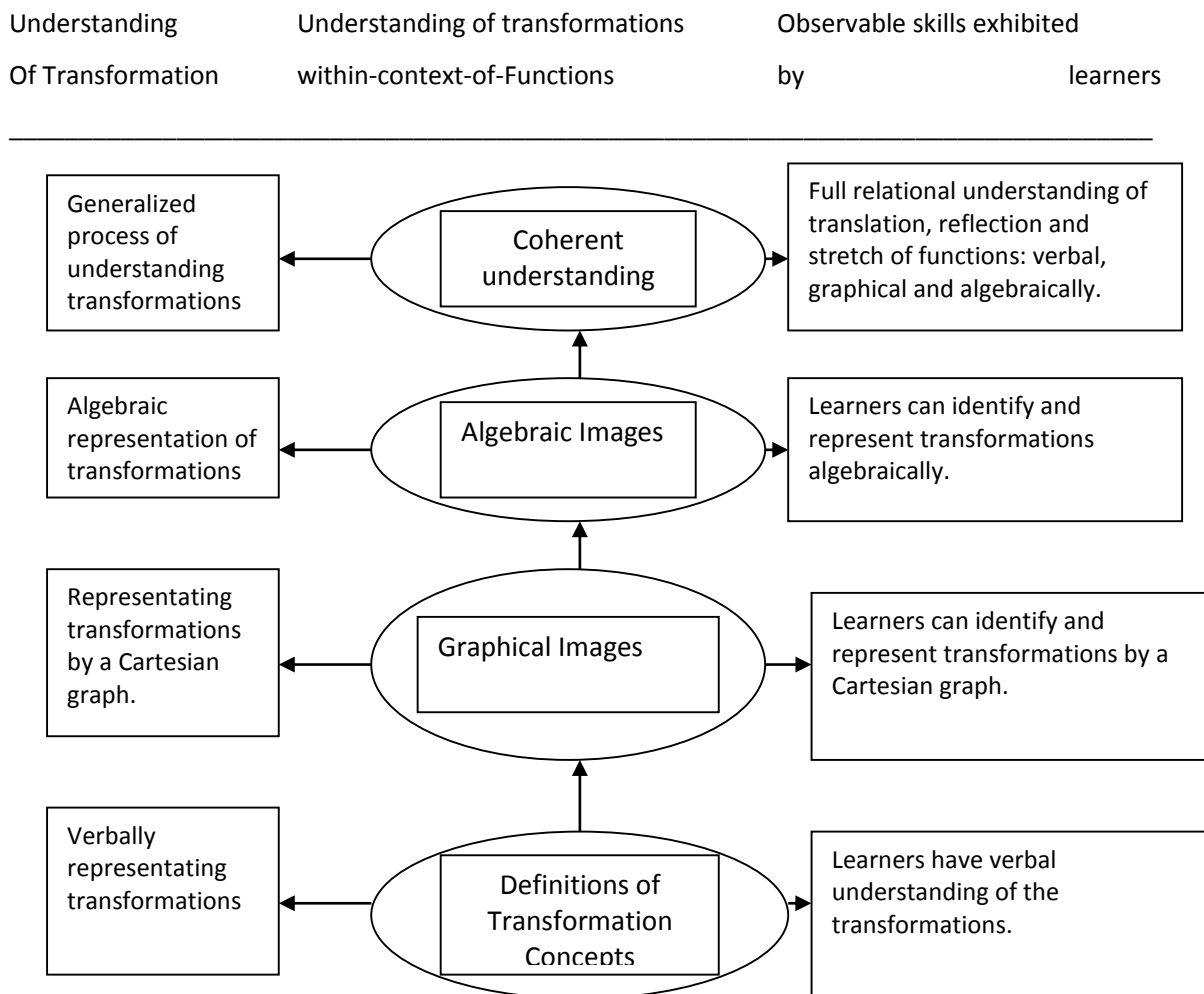 Understanding Understanding of transformations Observable skills exhibited
Of Transformation within-context-of-Functions by learners
Generalized
process of
understanding
transformations
Coherent
understanding
Full relational understanding of
translation, reflection and
stretch of functions: verbal,
graphical and algebraically.
Algebraic
representation of
transformations
Algebraic Images
Learners can identify and
represent transformations
algebraically.
Representating
transformations
by a Cartesian
graph.
Graphical Images
Learners can identify and
represent transformations by a
Cartesian graph.
Verbally
representating
transformations
Definitions of
Transformation
Concepts
Learners have verbal
understanding of the
transformations.